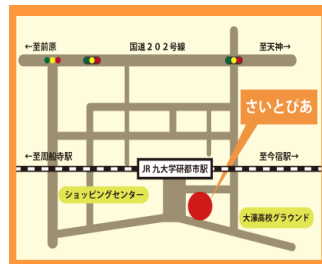 ←至前原
国道202号線
至天神→
さいとぴあ
←至周船寺駅
JR 九大学研都市駅
至今宿駅→
ショッピングセンター
大濠高校グラウンド